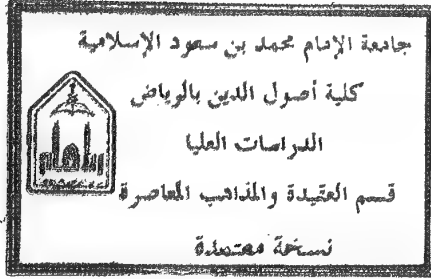 جامعة الإمام محمد بن سعود الإسلامية
كلية أصول الدين بالرياض
الدراسات العليا
قسم العقيدة والمذاهب المعاصرة
نسخة معتمدة